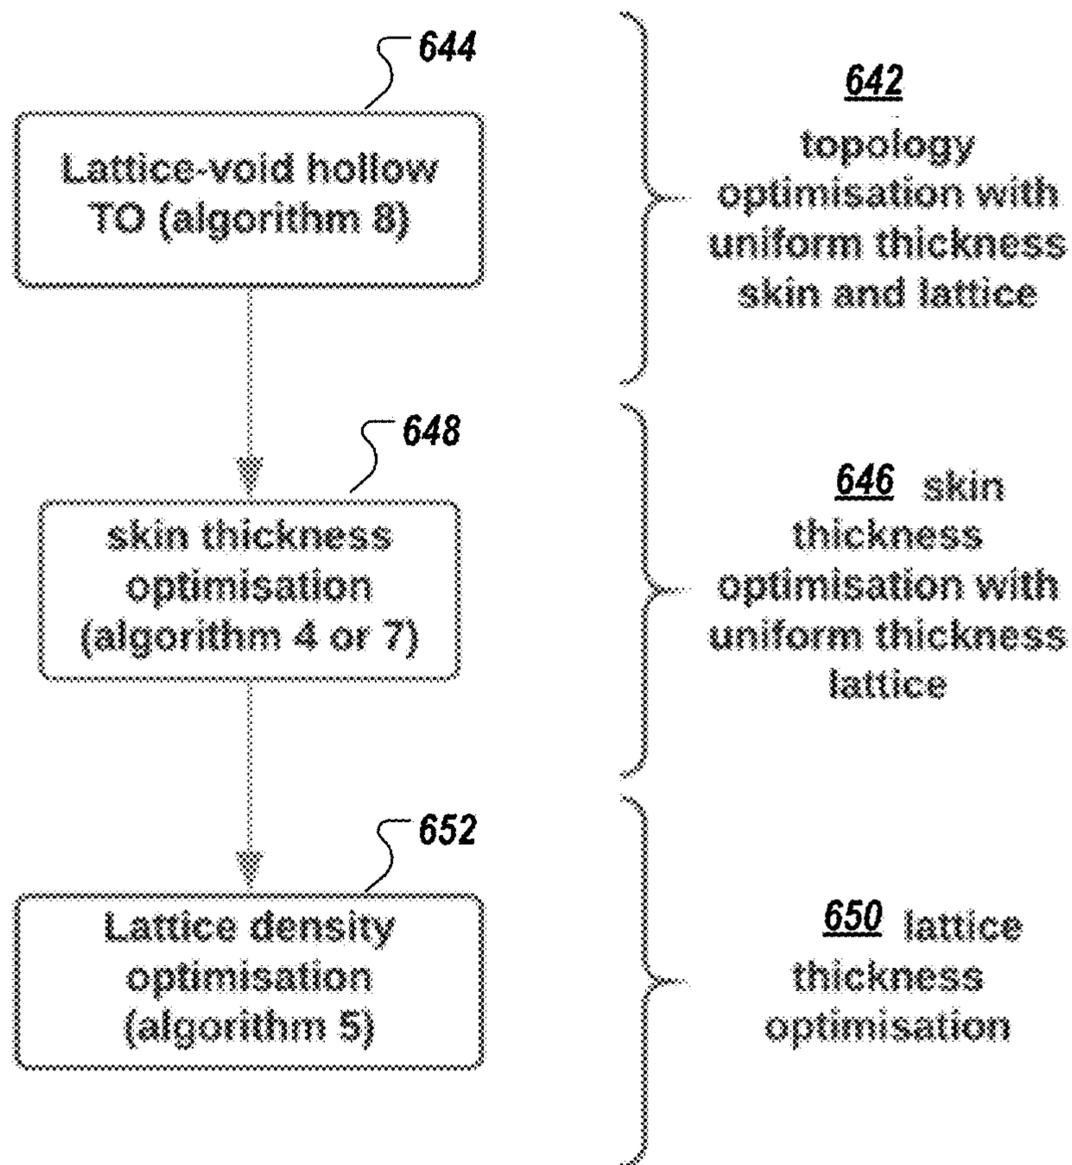 644
Lattice-void hollow
TO (algorithm 8)
642
topology
optimisation with
uniform thickness
skin and lattice
648
skin thickness
optimisation
(algorithm 4 or 7)
646 skin
thickness
optimisation with
uniform thickness
lattice
652
Lattice density
optimisation
(algorithm 5)
650 lattice
thickness
optimisation